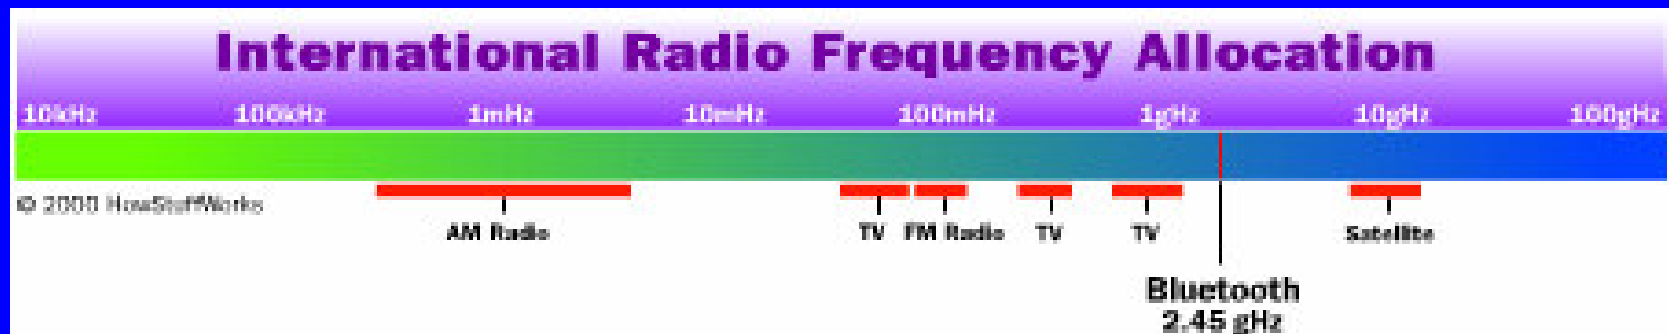 International Radio Frequency Allocation
10kHz 100kHz 1mHz 10mHz 100mHz 1gHz 10gHz 100gHz
© 2000 HowStuffWorks
AM Radio TV FM Radio TV TV Satellite
Bluetooth
2.45 gHz